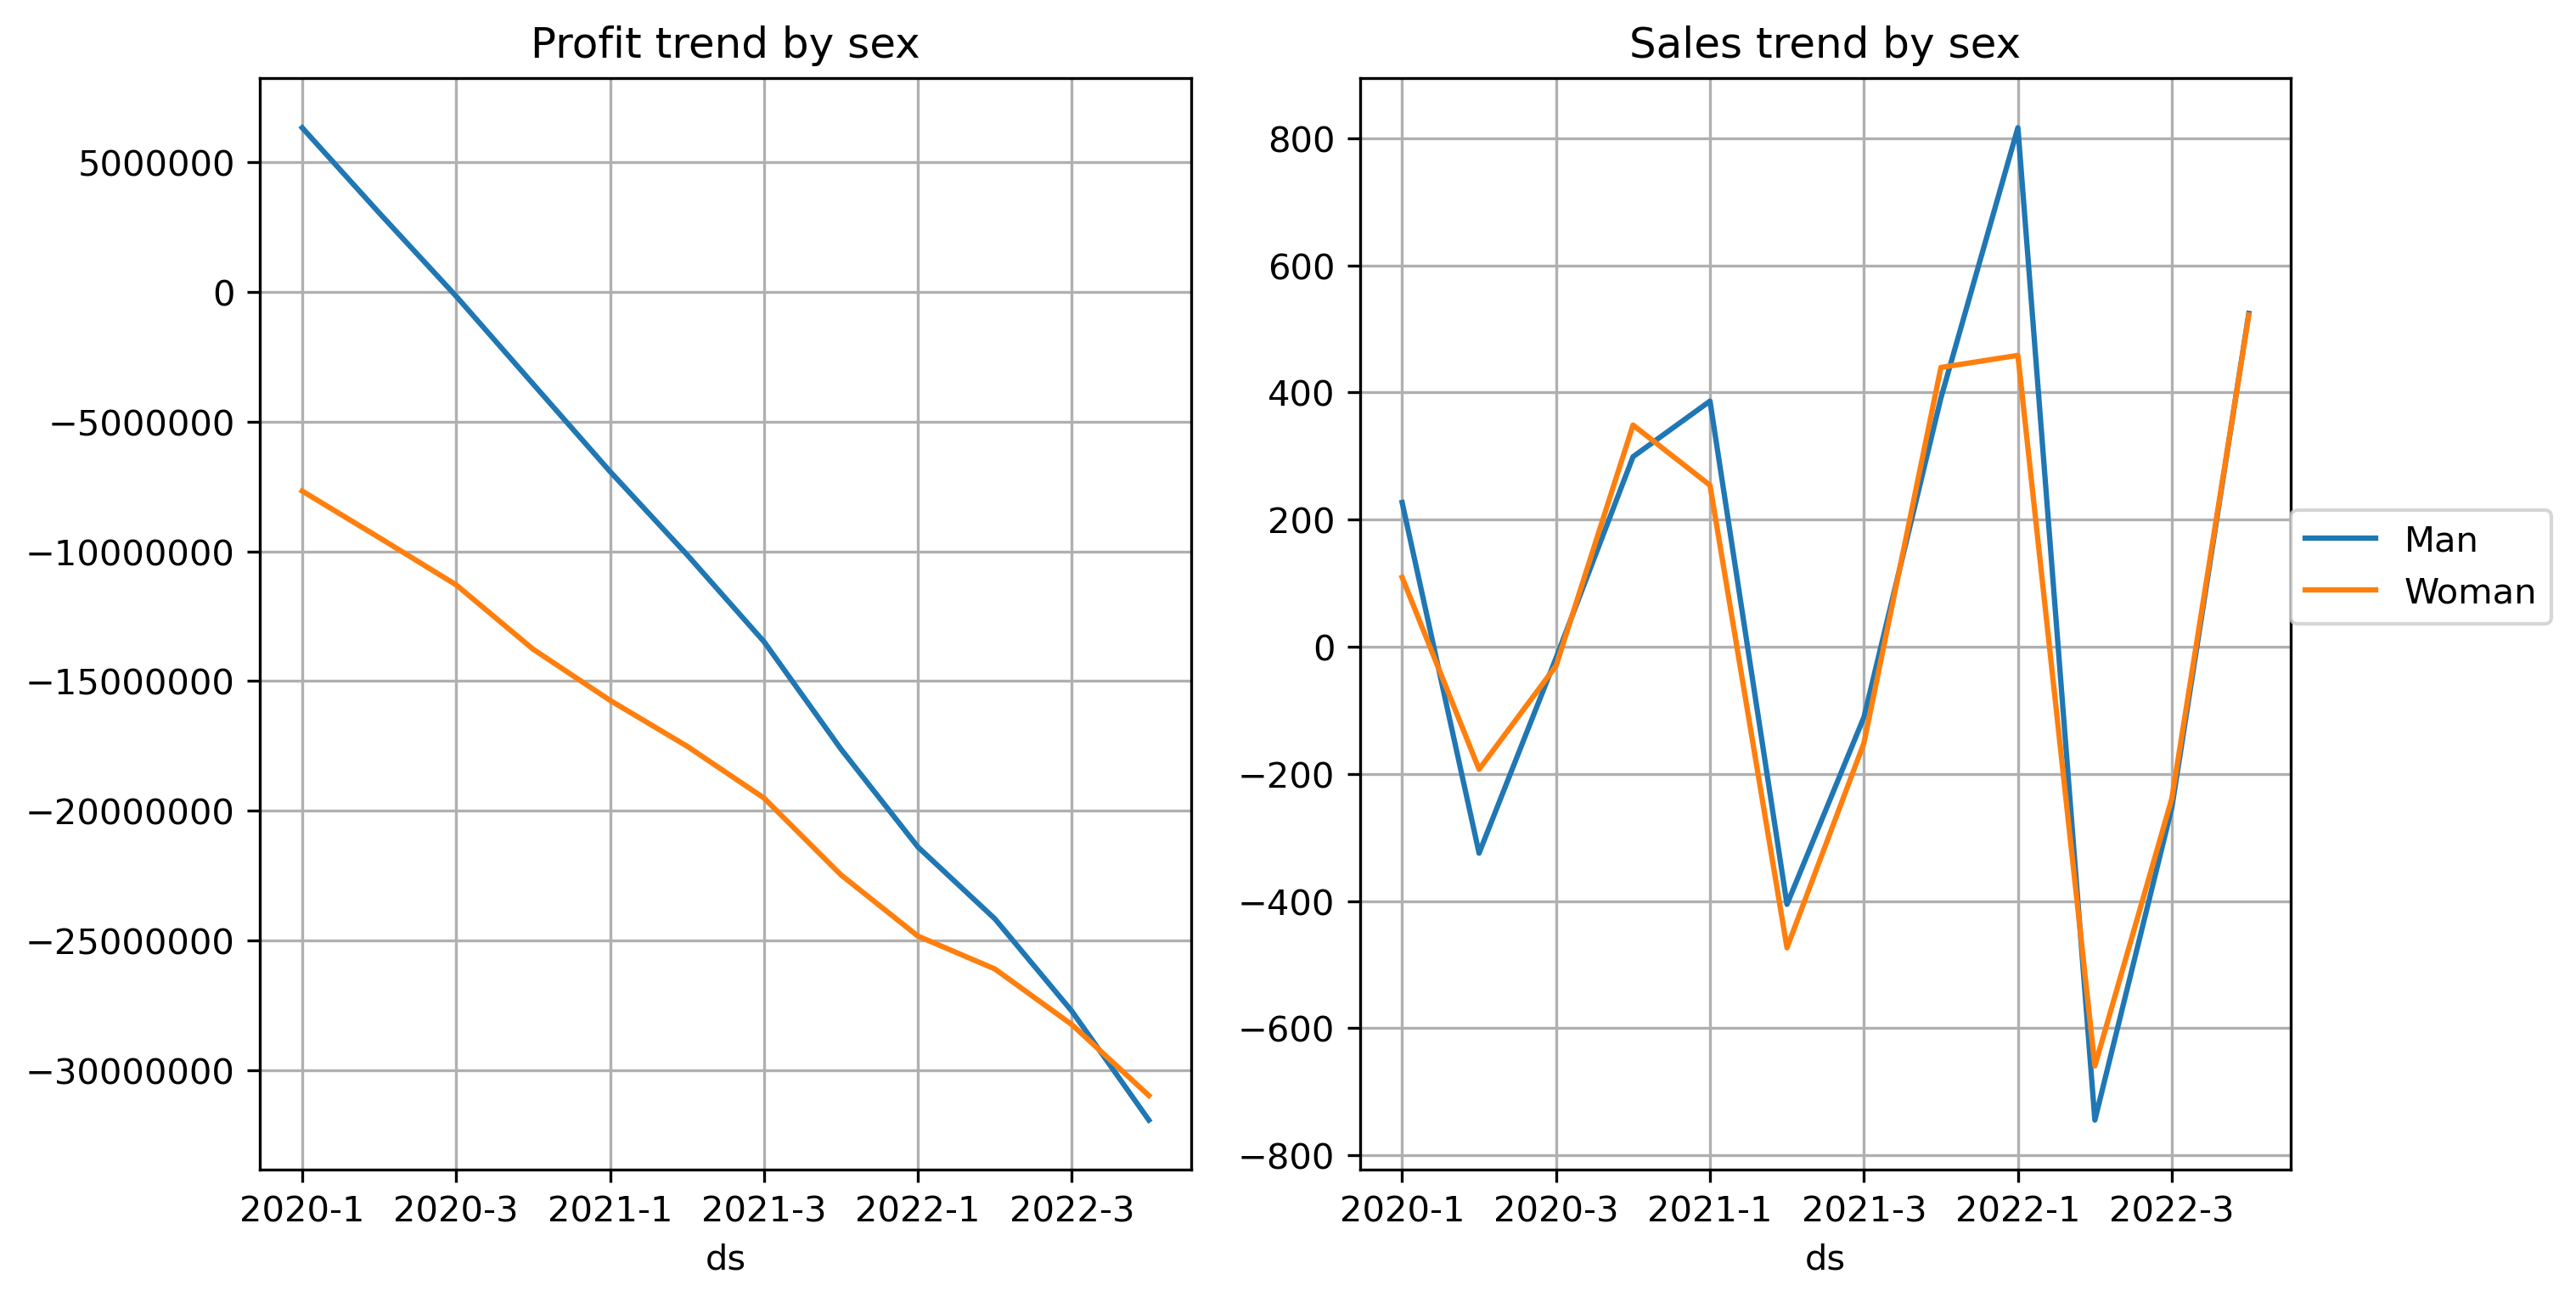 Profit trend by sex
5000000
0
−5000000
−10000000
−15000000
−20000000
−25000000
−30000000
2020-1 2020-3 2021-1 2021-3 2022-1 2022-3
ds
Sales trend by sex
800
600
400
200
0
−200
−400
−600
−800
2020-1 2020-3 2021-1 2021-3 2022-1 2022-3
ds
Man
Woman